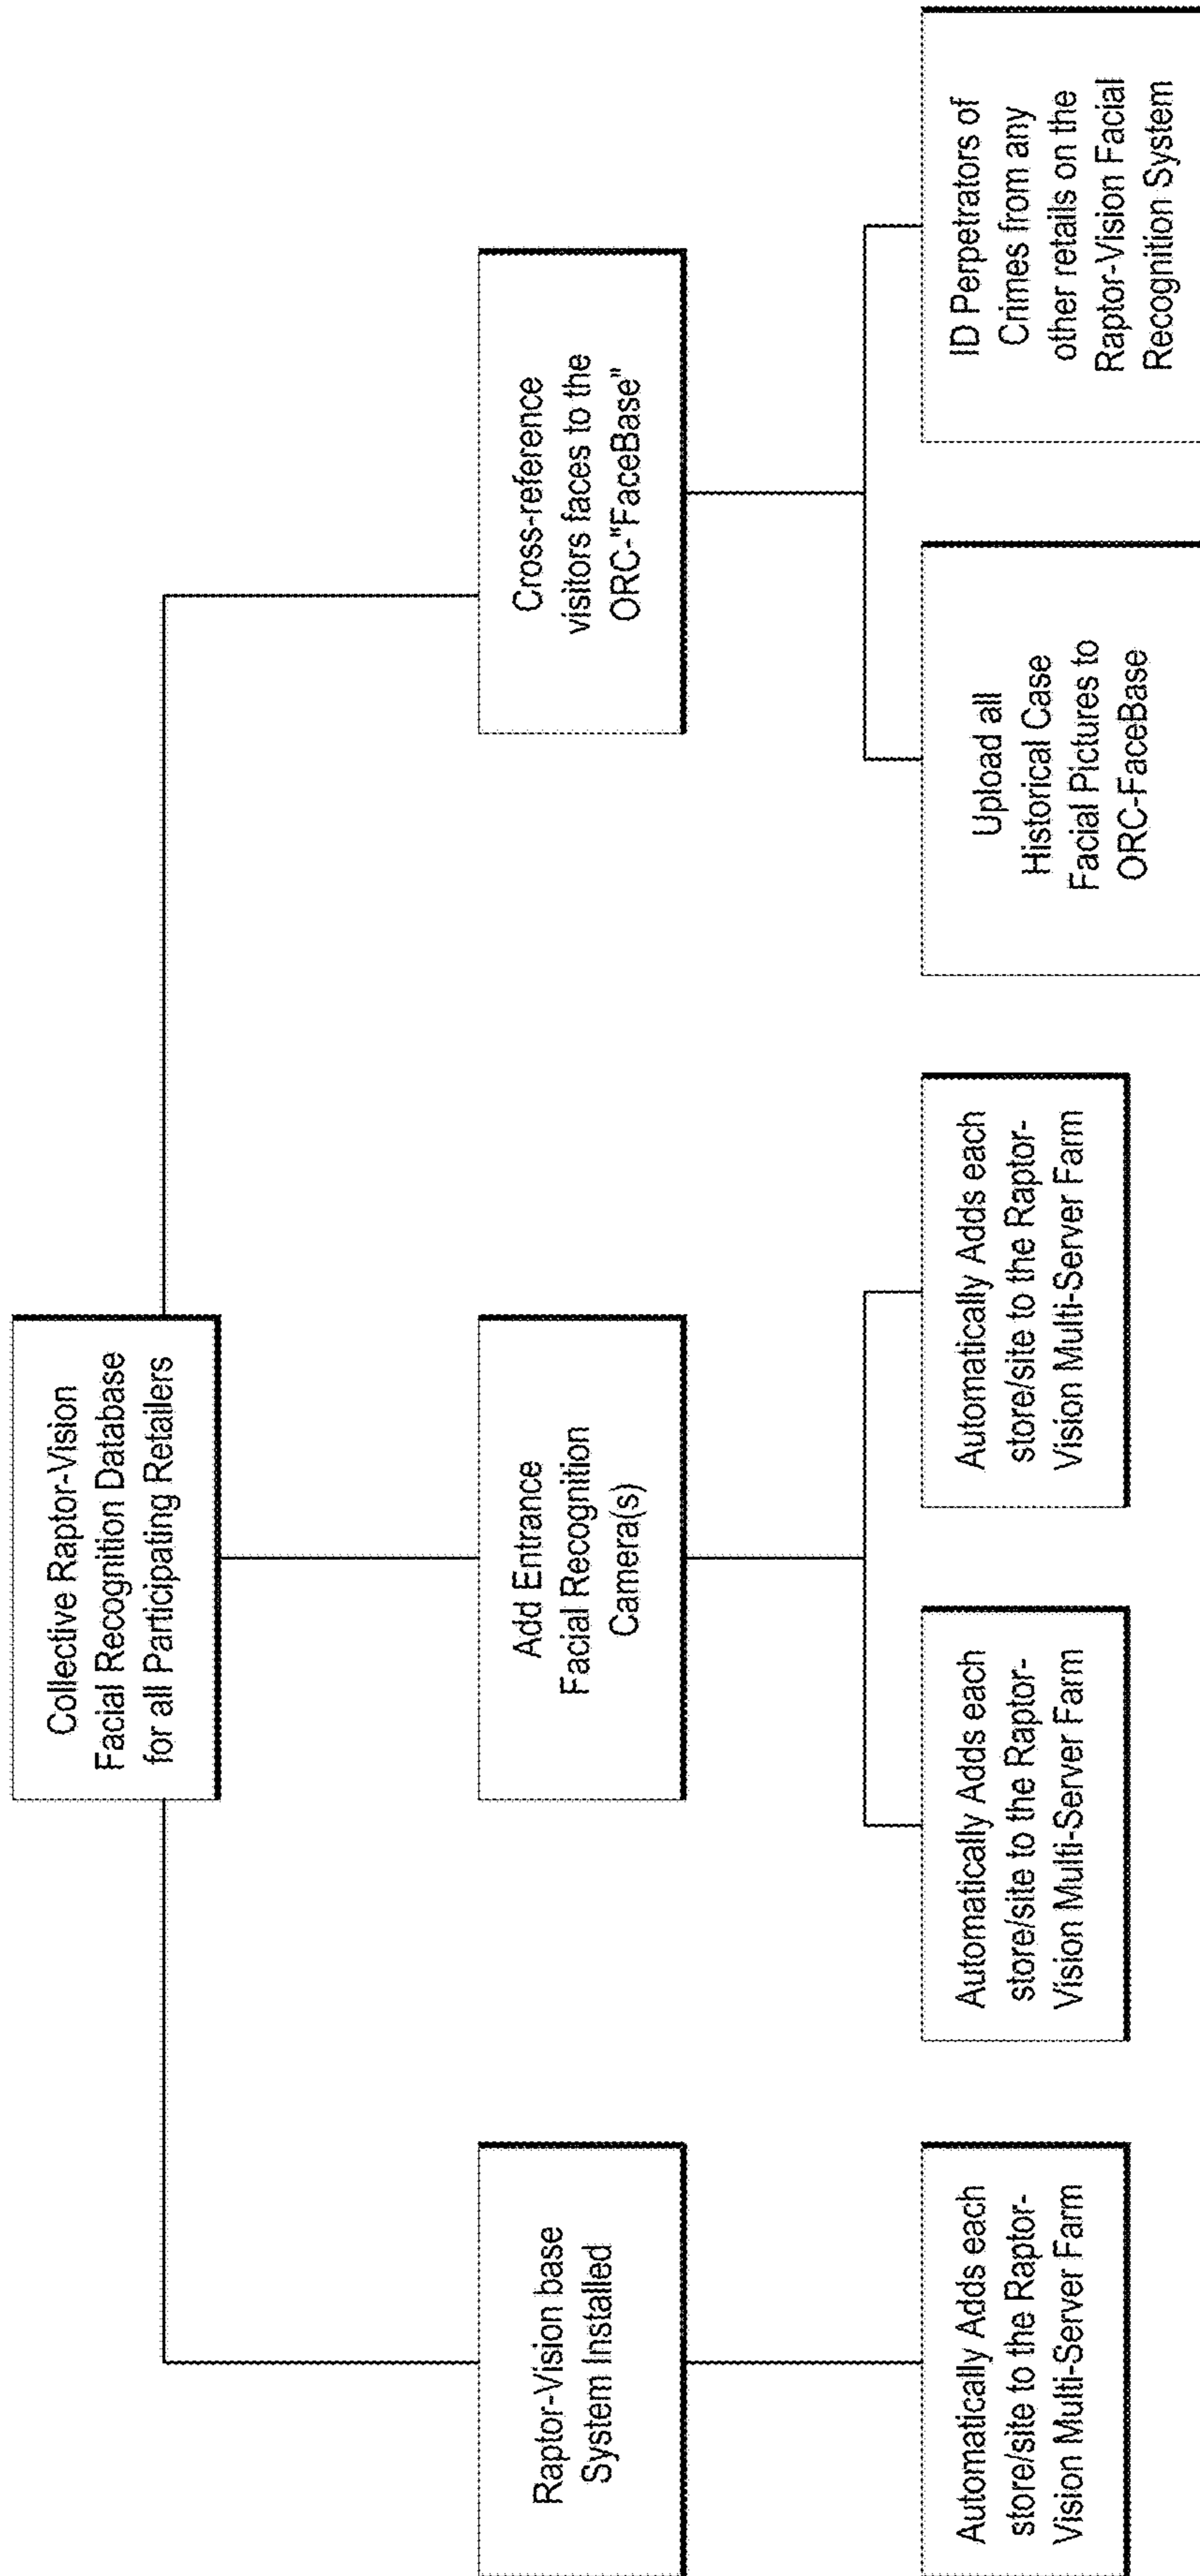 Collective Raptor-Vision
Facial Recognition Database
for all Participating Retailers
Raptor-Vision base
System Installed
Add Entrance
Facial Recognition
Camera(s)
Cross-reference
visitors faces to the
ORC-"FaceBase"
Automatically Adds each
store/site to the Raptor-
Vision Multi-Server Farm
Automatically Adds each
store/site to the Raptor-
Vision Multi-Server Farm
Automatically Adds each
store/site to the Raptor-
Vision Multi-Server Farm
Upload all
Historical Case
Facial Pictures to
ORC-FaceBase
ID Perpetrators of
Crimes from any
other retails on the
Raptor-Vision Facial
Recognition System